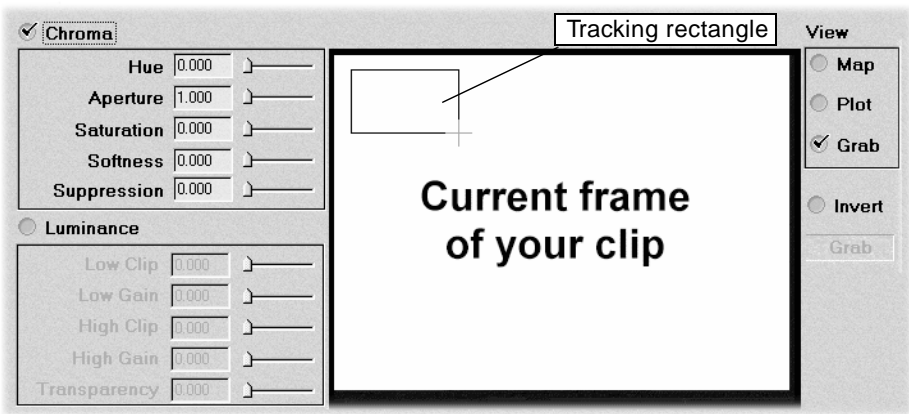 Chroma
Hue 0.000
Aperture 1.000
Saturation 0.000
Softness 0.000
Suppression 0.000
Luminance
Low Clip 0.000
Low Gain 0.000
High Clip 0.000
High Gain 0.000
Transparency 0.000
Tracking rectangle
Current frame
of your clip
View
Map
Plot
Grab
Invert
Grab